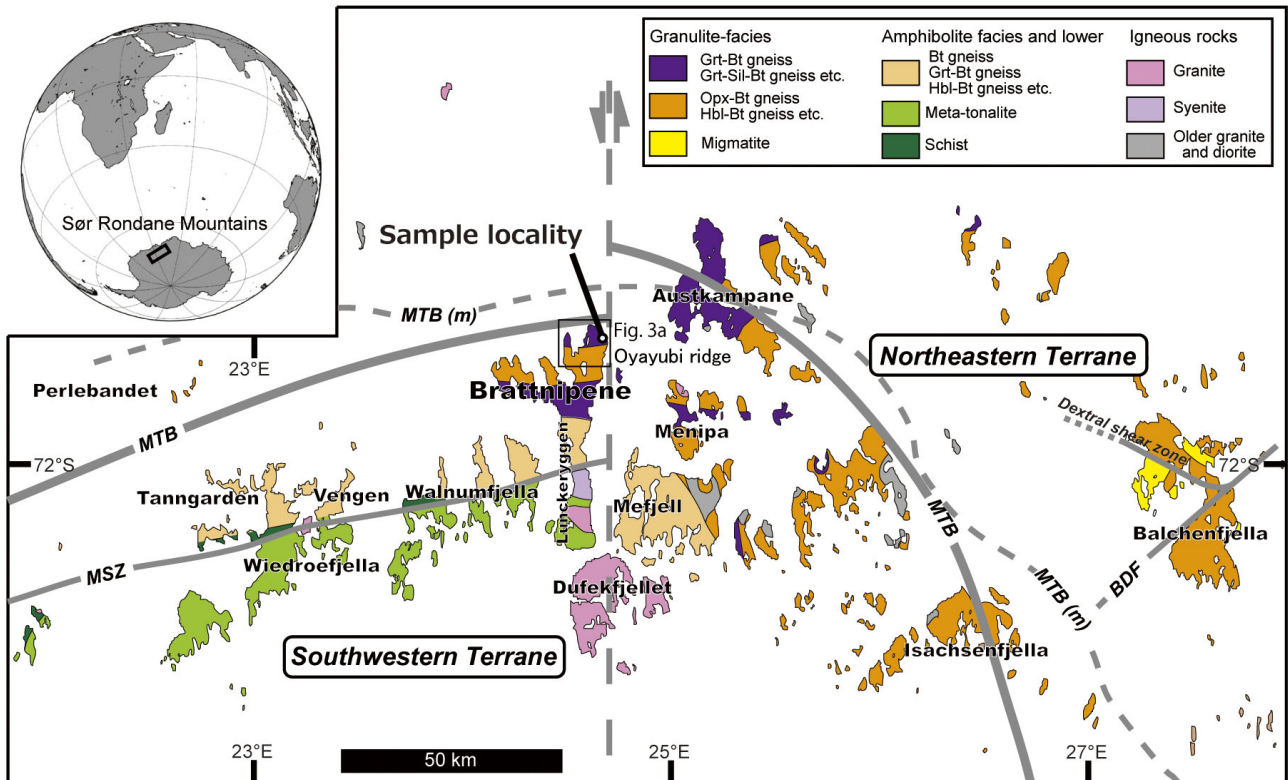 Sør Rondane Mountains
Granulite-facies
Grt-Bt gneiss
Grt-Sil-Bt gneiss etc.
Opx-Bt gneiss
Hbl-Bt gneiss etc.
Migmatite
Amphibolite facies and lower
Bt gneiss
Grt-Bt gneiss
Hbl-Bt gneiss etc.
Meta-tonalite
Schist
Igneous rocks
Granite
Syenite
Older granite
and diorite
Sample locality
MTB (m)
Austkampane
Fig. 3a
Oyayubi ridge
Northeastern Terrane
23°E
Perlebandet
Brattnipene
MTB
Menipa
Dextral shear zone
72°S
72°S
Tanngarden
Vengen
Walnumfjella
Lunckeryggen
Mefjell
MTB
Balchenfjella
MSZ
Wiedroefjella
Dufekfjellet
MTB (m)
BDF
Southwestern Terrane
Isachsenfjella
23°E
50 km
25°E
27°E